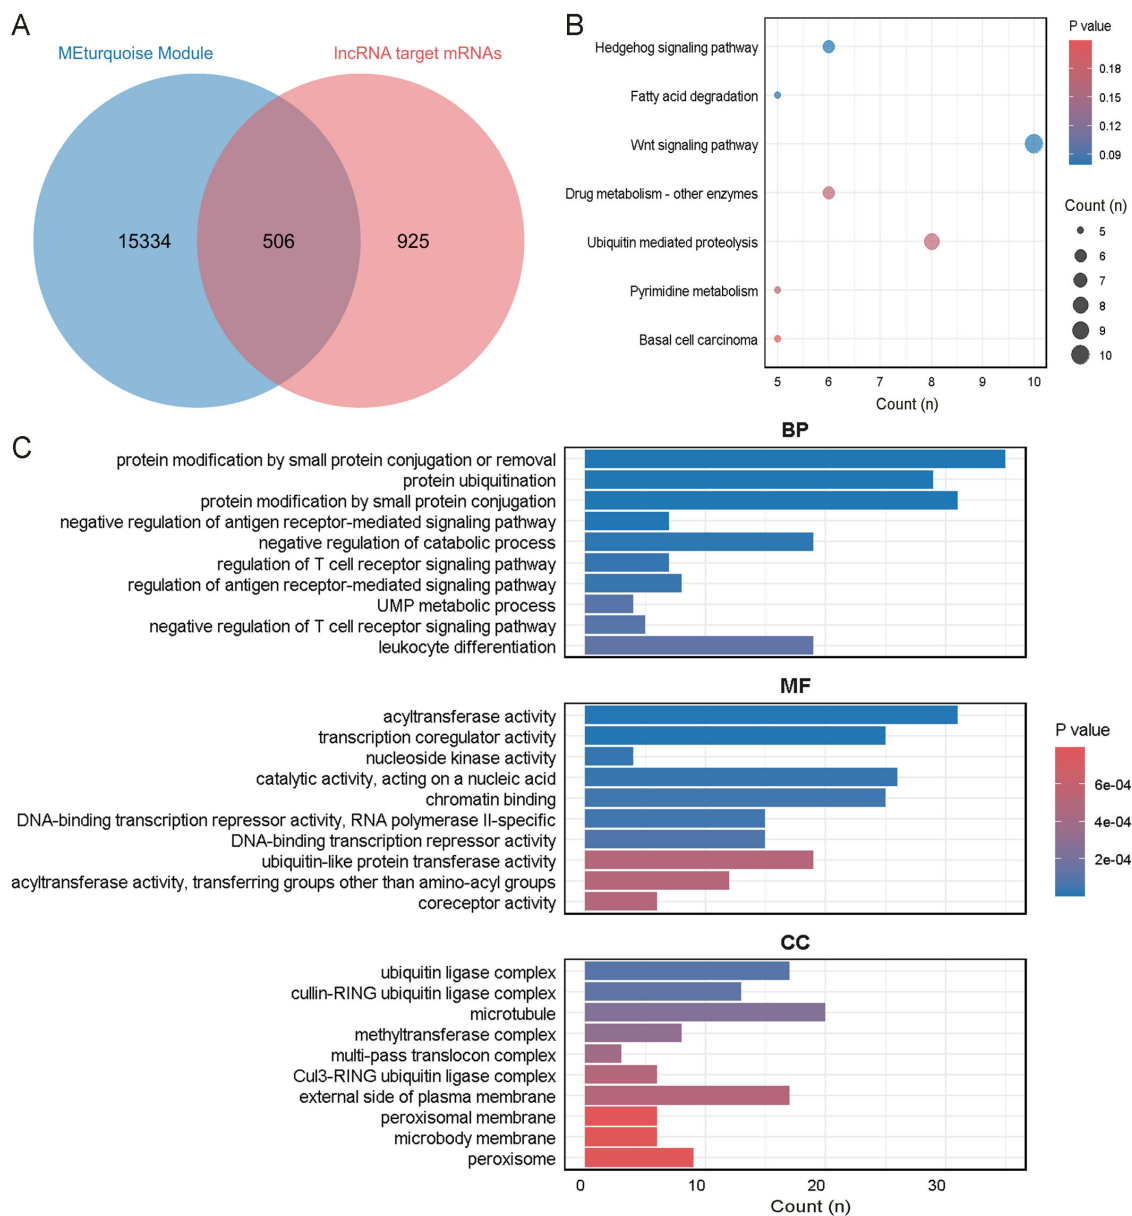 A
MEturquoise Module
lncRNA target mRNAs
15334
506
925
B
Hedgehog signaling pathway
Fatty acid degradation
Wnt signaling pathway
Drug metabolism - other enzymes
Ubiquitin mediated proteolysis
Pyrimidine metabolism
Basal cell carcinoma
5 6 7 8 9 10
Count (n)
P value
0.18
0.15
0.12
0.09
Count (n)
5
6
7
8
9
10
C
BP
protein modification by small protein conjugation or removal
protein ubiquitination
protein modification by small protein conjugation
negative regulation of antigen receptor-mediated signaling pathway
negative regulation of catabolic process
regulation of T cell receptor signaling pathway
regulation of antigen receptor-mediated signaling pathway
UMP metabolic process
negative regulation of T cell receptor signaling pathway
leukocyte differentiation
MF
acyltransferase activity
transcription coregulator activity
nucleoside kinase activity
catalytic activity, acting on a nucleic acid
chromatin binding
DNA-binding transcription repressor activity, RNA polymerase II-specific
DNA-binding transcription repressor activity
ubiquitin-like protein transferase activity
acyltransferase activity, transferring groups other than amino-acyl groups
coreceptor activity
P value
6e-04
4e-04
2e-04
CC
ubiquitin ligase complex
cullin-RING ubiquitin ligase complex
microtubule
methyltransferase complex
multi-pass translocon complex
Cul3-RING ubiquitin ligase complex
external side of plasma membrane
peroxisomal membrane
microbody membrane
peroxisome
0 10 20 30
Count (n)